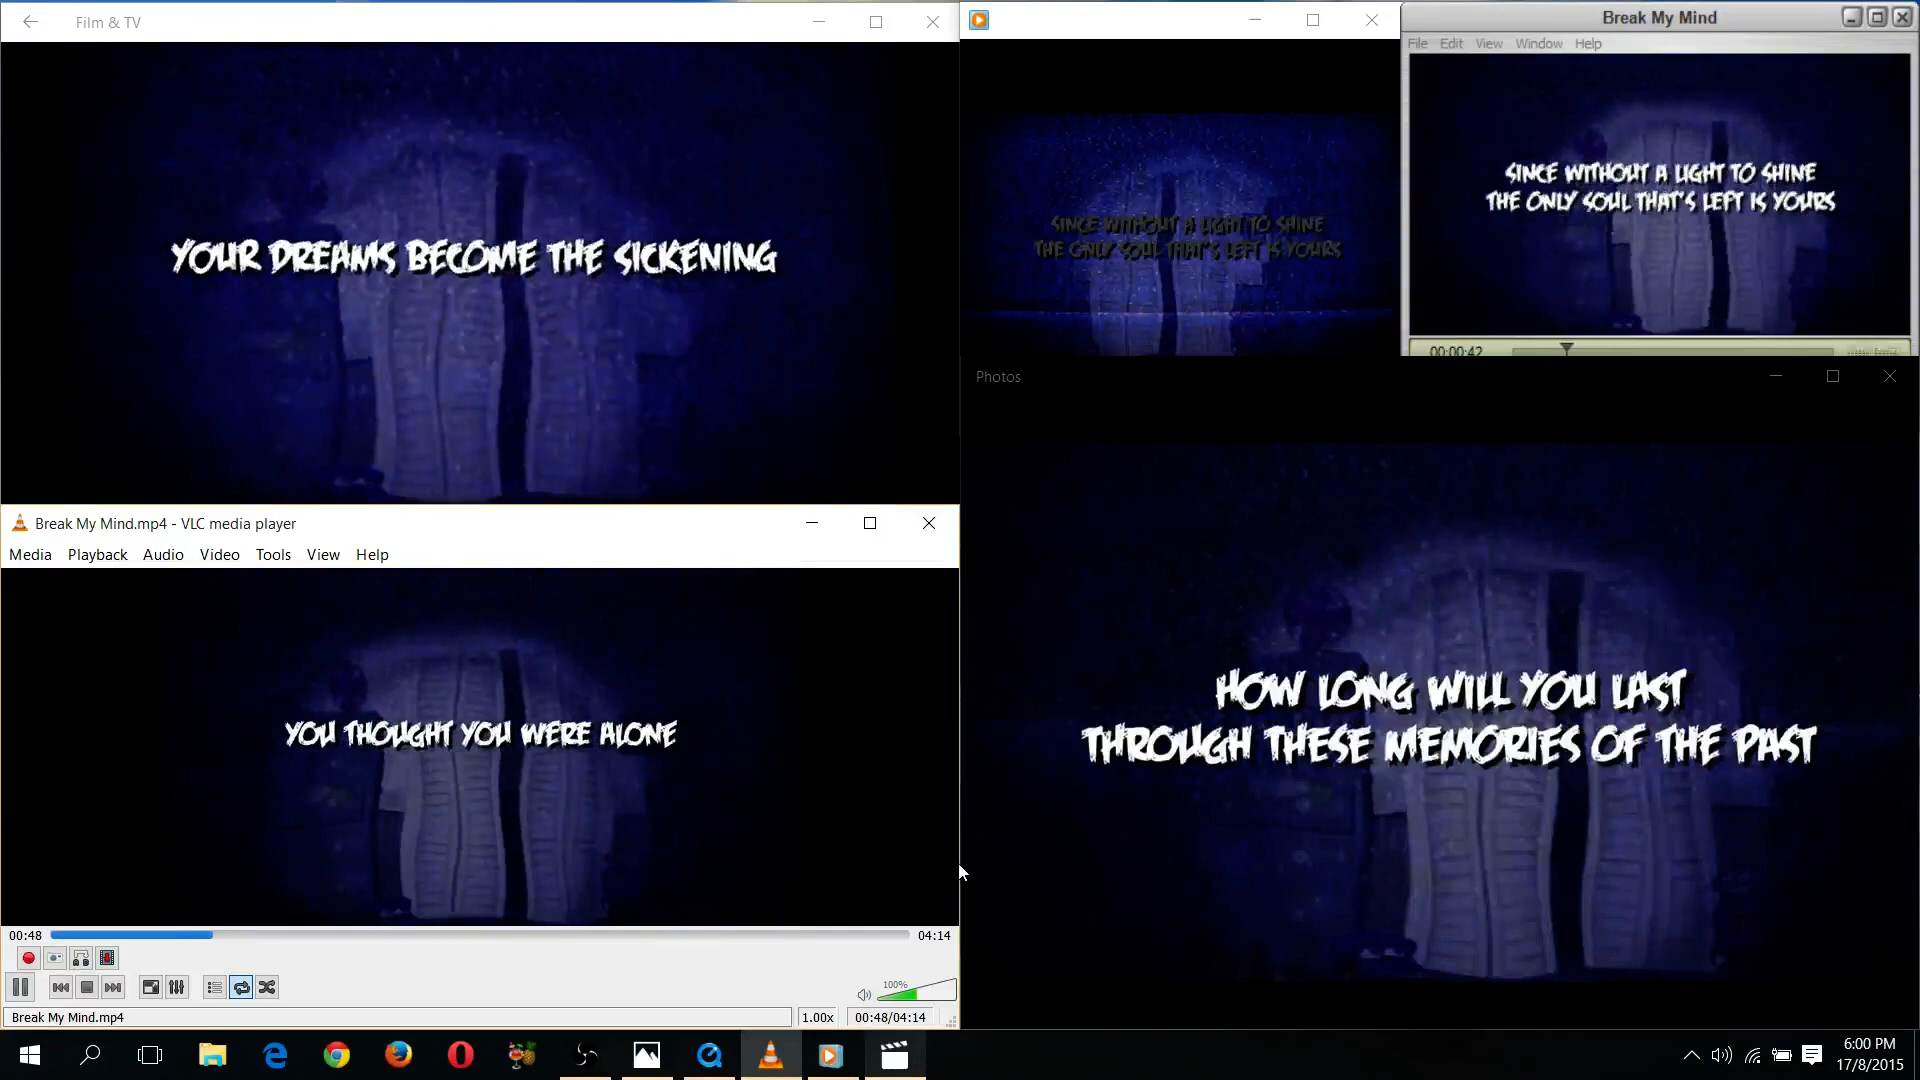 Film & TV
YOUR DREAMS BECOME THE SICKENING
SINCE WITHOUT A LIGHT TO SHINE
THE ONLY SOUL THAT'S LEFT IS YOURS
Break My Mind
File Edit View Window Help
SINCE WITHOUT A LIGHT TO SHINE
THE ONLY SOUL THAT'S LEFT IS YOURS
00:00:42
Break My Mind.mp4 - VLC media player
Media Playback Audio Video Tools View Help
YOU THOUGHT YOU WERE ALONE
00:48 04:14
100%
Break My Mind.mp4 1.00x 00:48/04:14
Photos
HOW LONG WILL YOU LAST
THROUGH THESE MEMORIES OF THE PAST
6:00 PM
17/8/2015